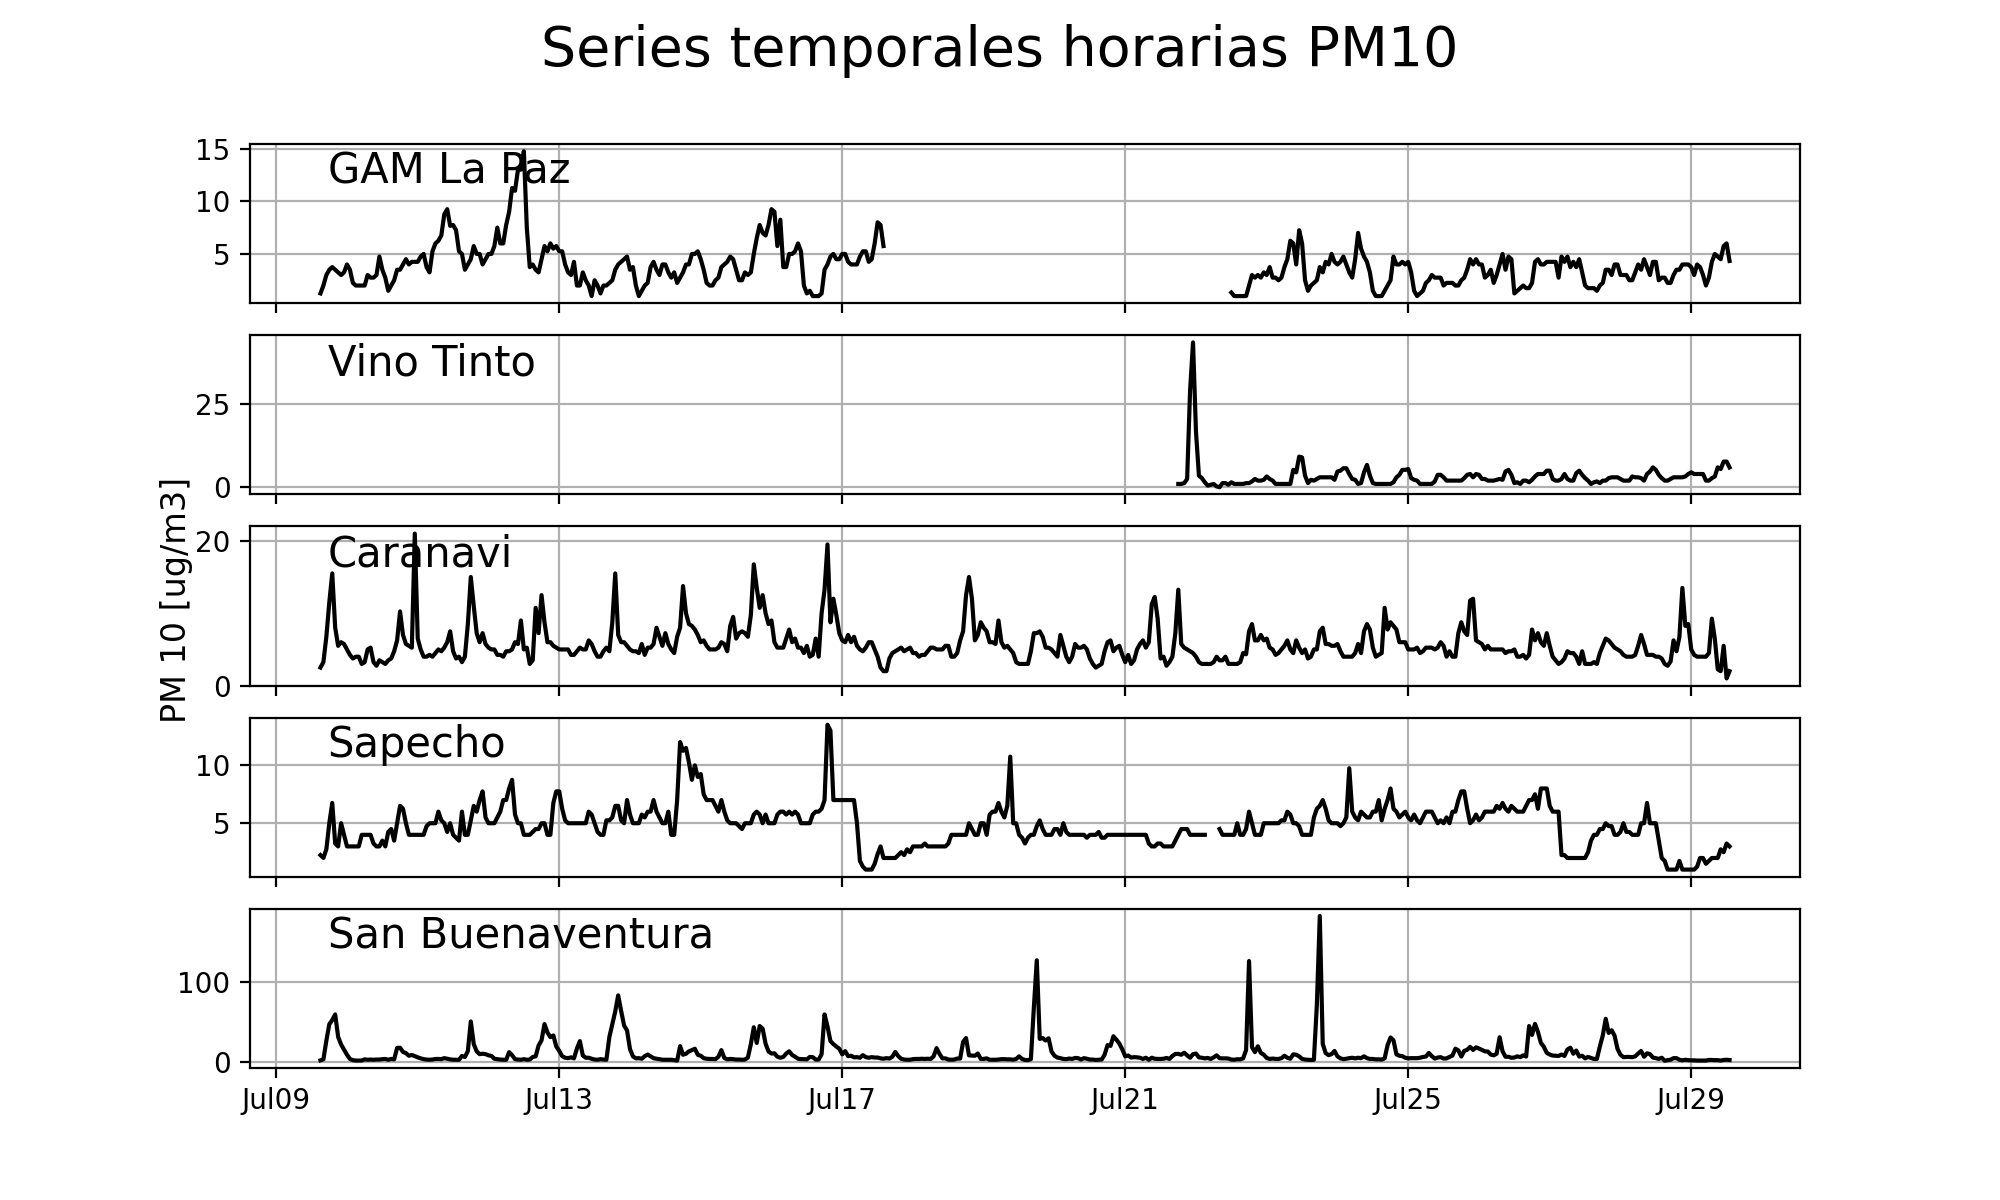 Series temporales horarias PM10
PM 10 [ug/m3]
GAM La Paz
15
10
5
Vino Tinto
25
0
Caranavi
20
0
Sapecho
10
5
San Buenaventura
100
0
Jul09 Jul13 Jul17 Jul21 Jul25 Jul29